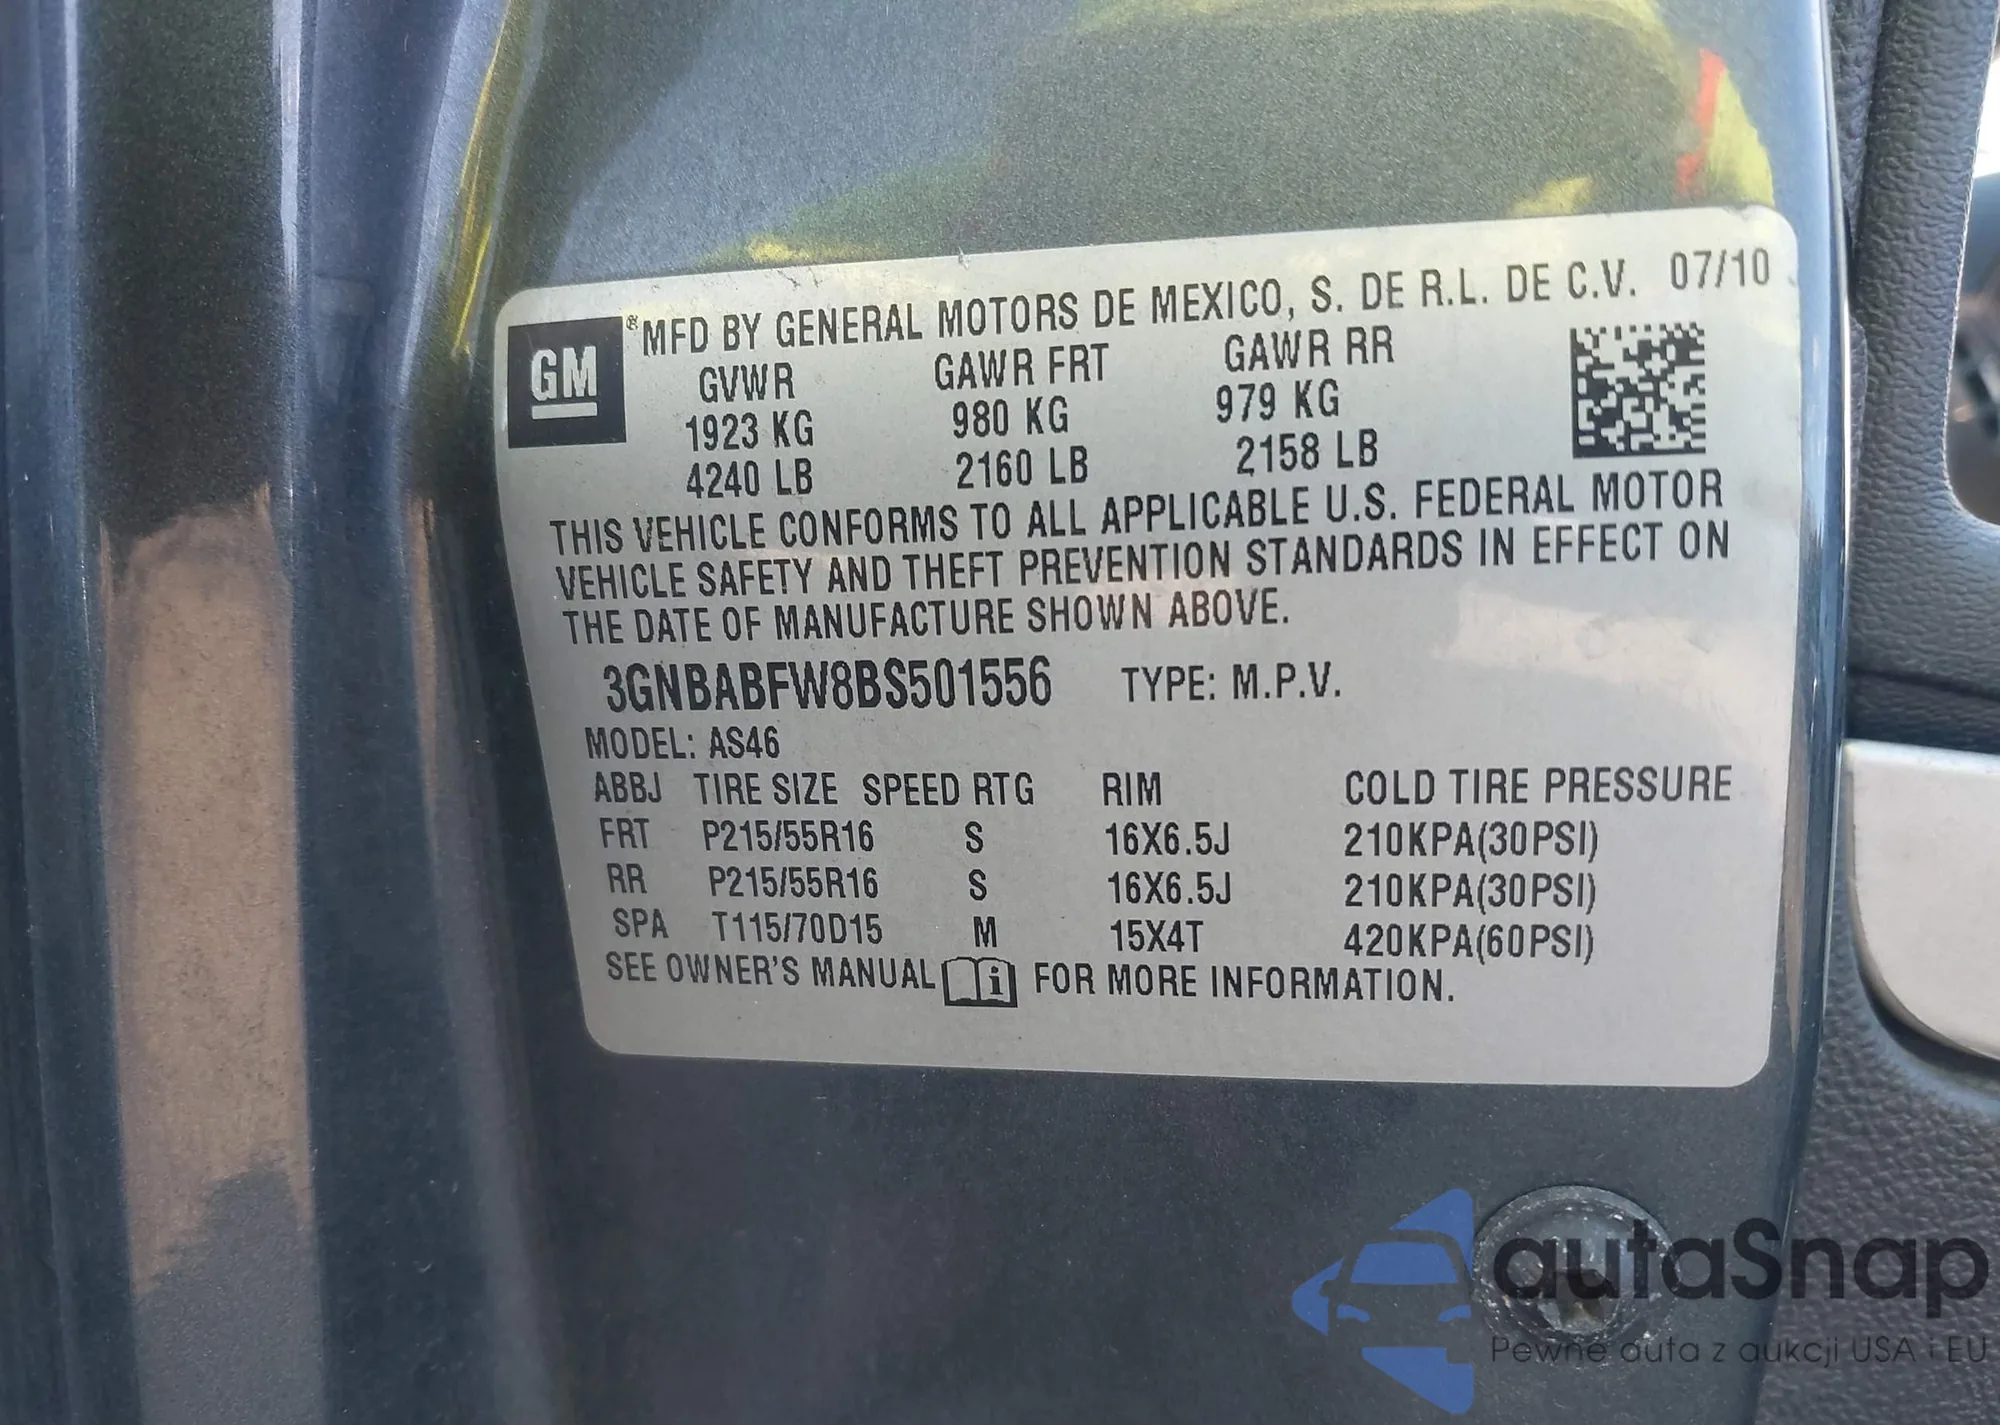 GM
® MFD BY GENERAL MOTORS DE MEXICO, S. DE R.L. DE C.V. 07/10
GVWR GAWR FRT GAWR RR
1923 KG 980 KG 979 KG
4240 LB 2160 LB 2158 LB
THIS VEHICLE CONFORMS TO ALL APPLICABLE U.S. FEDERAL MOTOR
VEHICLE SAFETY AND THEFT PREVENTION STANDARDS IN EFFECT ON
THE DATE OF MANUFACTURE SHOWN ABOVE.
3GNBABFW8BS501556 TYPE: M.P.V.
MODEL: AS46
ABBJ TIRE SIZE SPEED RTG RIM COLD TIRE PRESSURE
FRT P215/55R16 S 16X6.5J 210KPA(30PSI)
RR P215/55R16 S 16X6.5J 210KPA(30PSI)
SPA T115/70D15 M 15X4T 420KPA(60PSI)
SEE OWNER'S MANUAL i FOR MORE INFORMATION.
autaSnap
Pewne auta z aukcji USA i EU